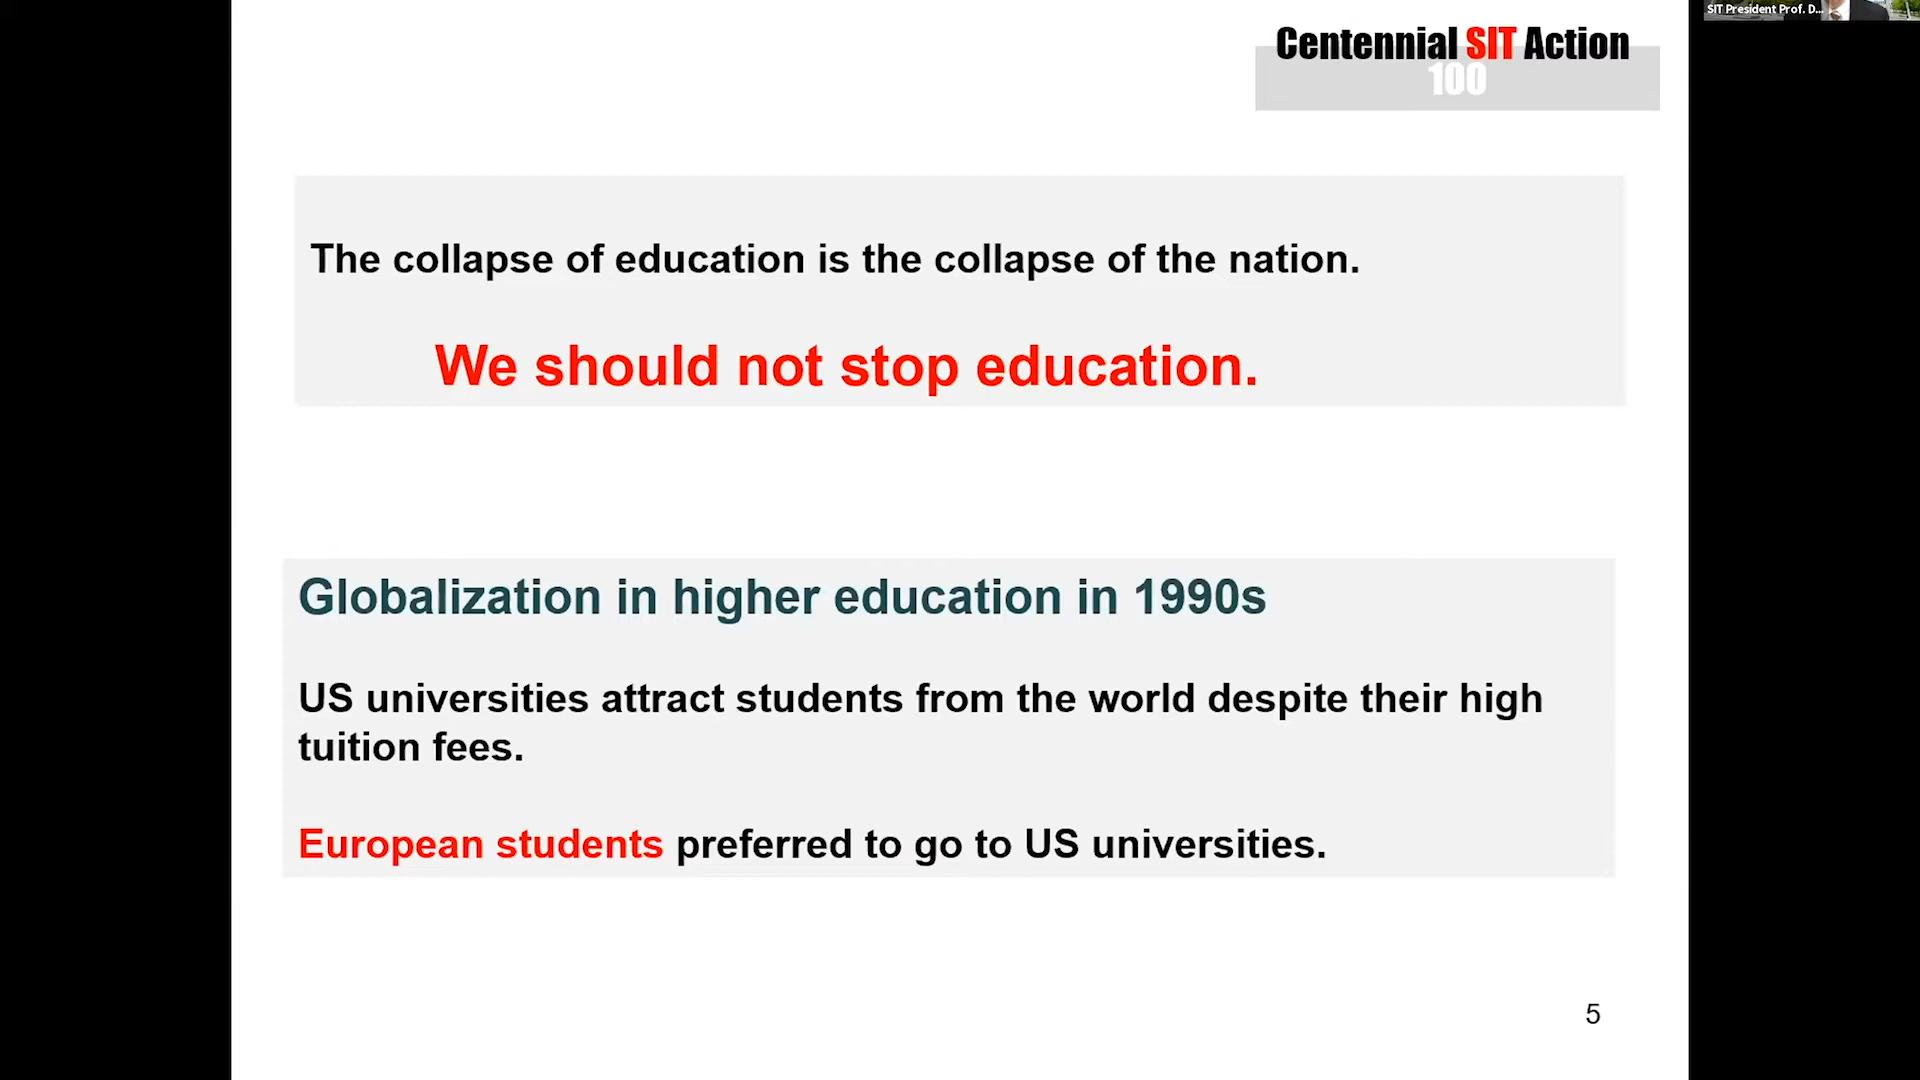 SIT President Prof. D...
Centennial SIT Action
100
The collapse of education is the collapse of the nation.
We should not stop education.
Globalization in higher education in 1990s
US universities attract students from the world despite their high
tuition fees.
European students preferred to go to US universities.
5